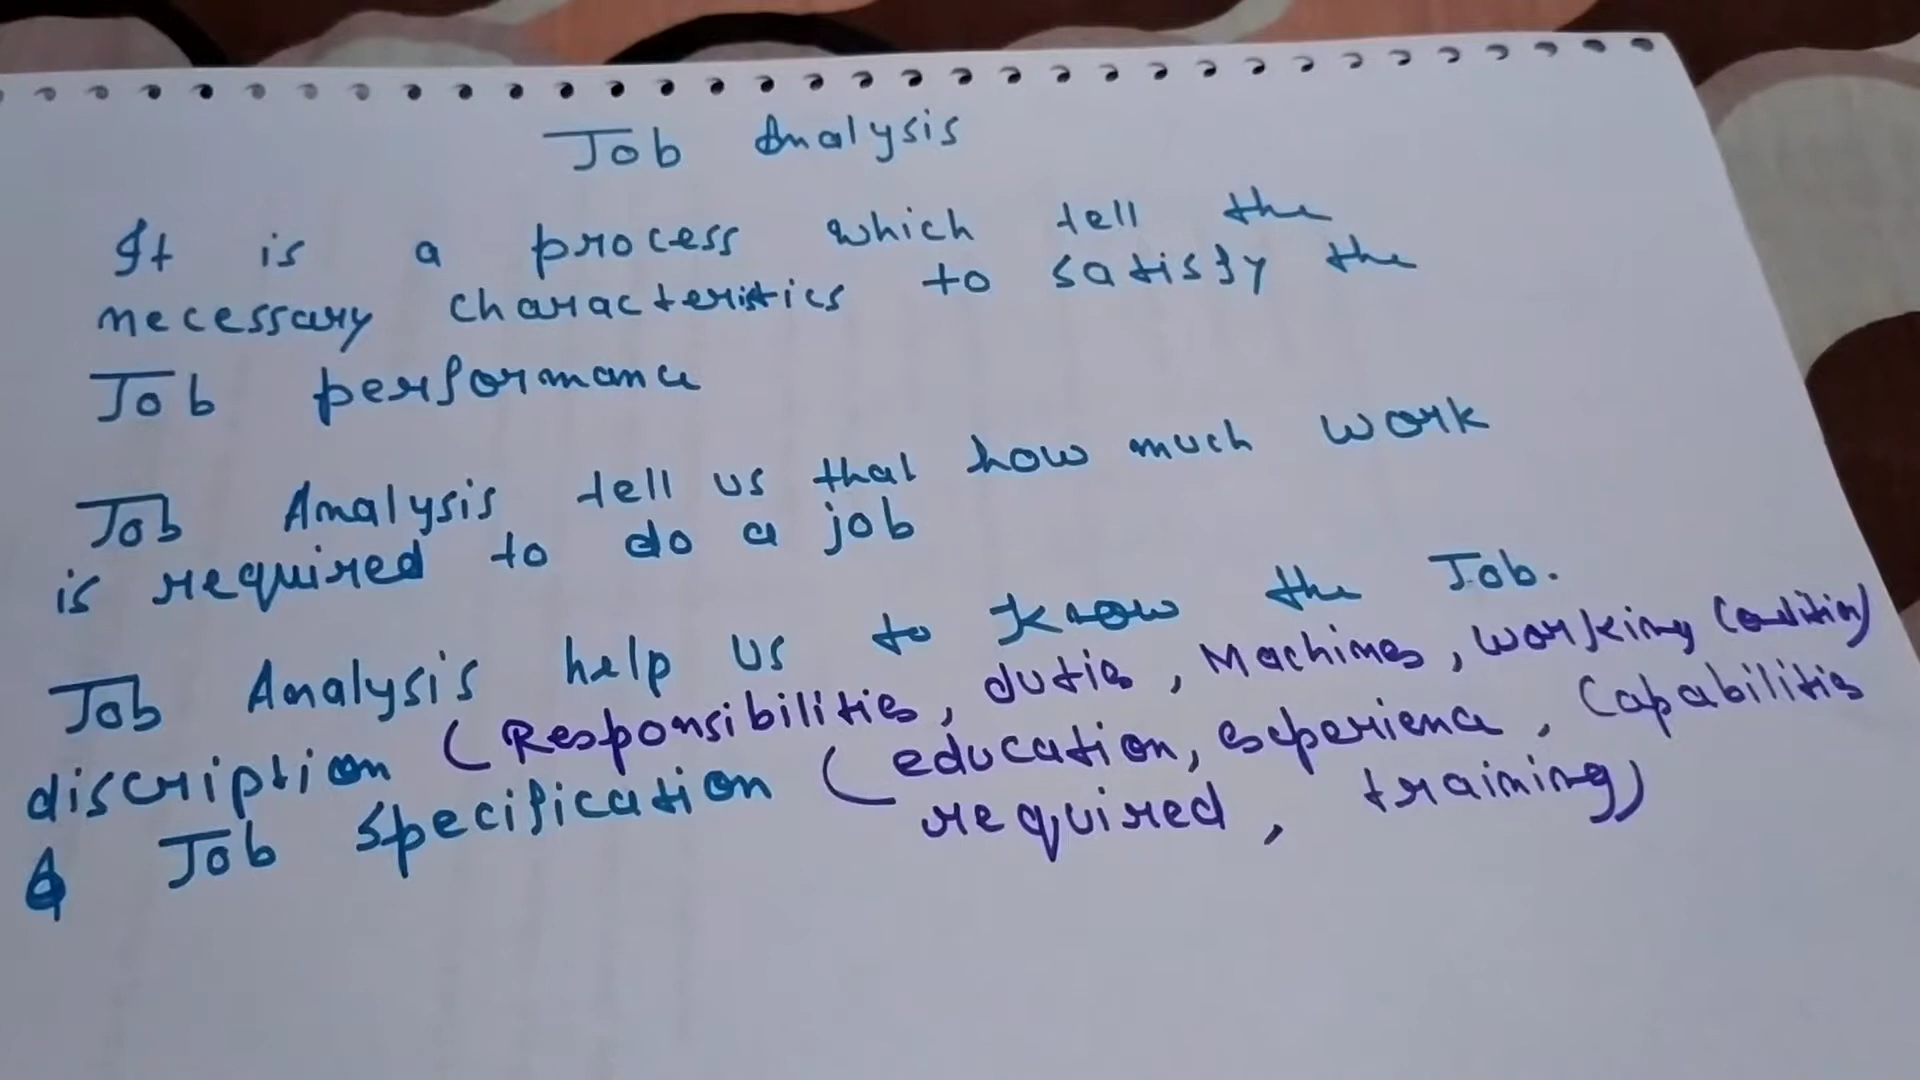 Job Analysis
It is a process which tell the
necessary characteristics to satisfy the
Job performance
Job Analysis tell us that how much work
is required to do a job
Job Analysis help us to know the Job.
discription (Responsibilities, duties, Machines, working Condition)
& Job specification (education, experience, Capabilities
required, training)